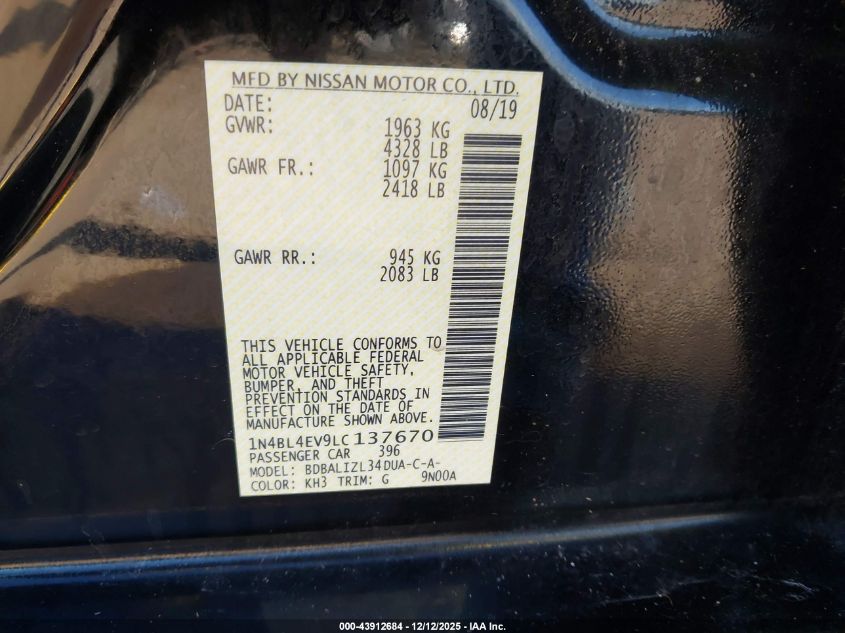 MFD BY NISSAN MOTOR CO., LTD.
DATE: 08/19
GVWR: 1963 KG
4328 LB
GAWR FR.: 1097 KG
2418 LB
GAWR RR.: 945 KG
2083 LB
THIS VEHICLE CONFORMS TO
ALL APPLICABLE FEDERAL
MOTOR VEHICLE SAFETY,
BUMPER, AND THEFT
PREVENTION STANDARDS IN
EFFECT ON THE DATE OF
MANUFACTURE SHOWN ABOVE.
1N4BL4EV9LC137670
PASSENGER CAR 396
MODEL: BDBALIZL34DUA-C-A-
COLOR: KH3 TRIM: G 9N00A
000-43912684 - 12/12/2025 - IAA Inc.